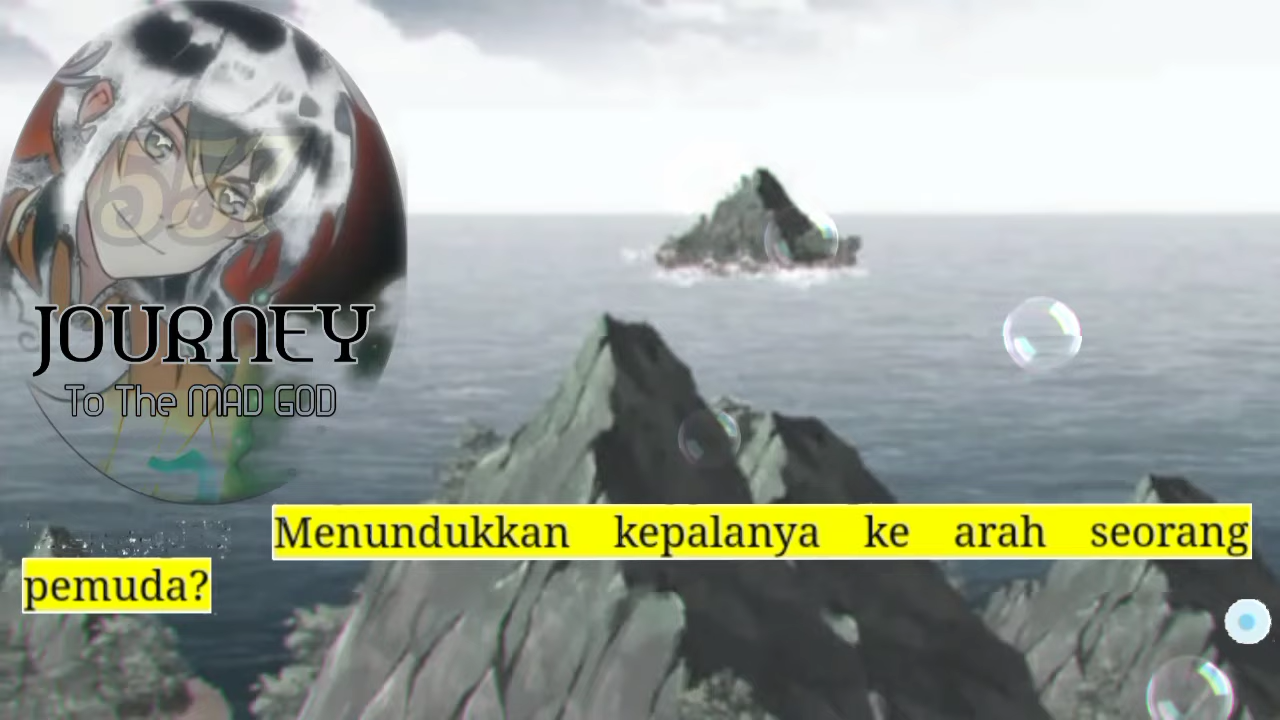 JOURNEY
To The MAD GOD
Menundukkan kepalanya ke arah seorang
pemuda?